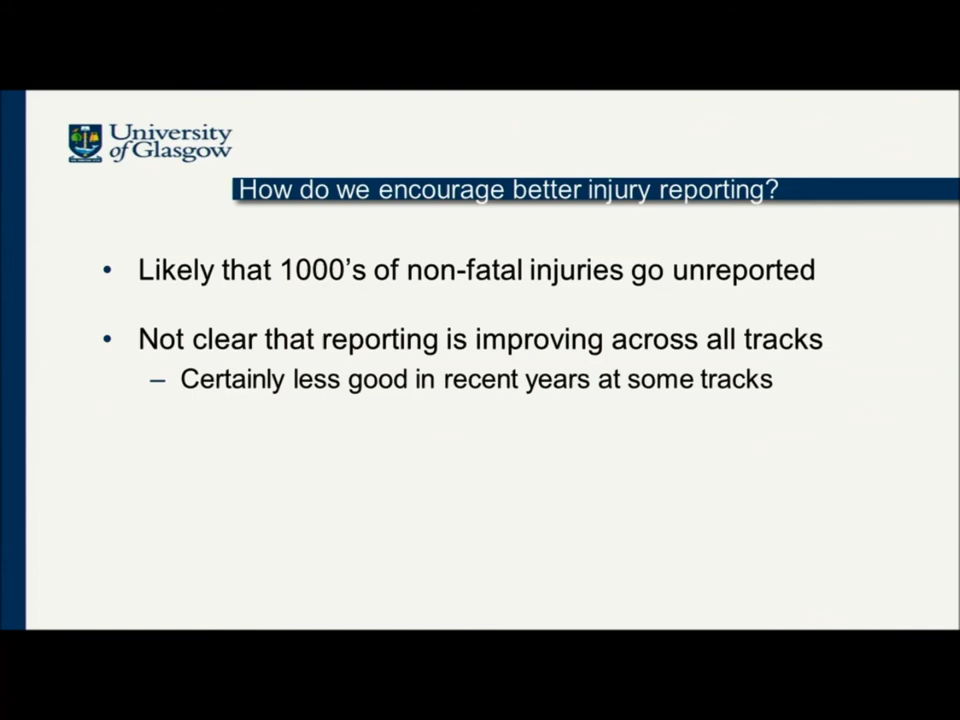 University
of Glasgow
How do we encourage better injury reporting?
• Likely that 1000's of non-fatal injuries go unreported
• Not clear that reporting is improving across all tracks
– Certainly less good in recent years at some tracks